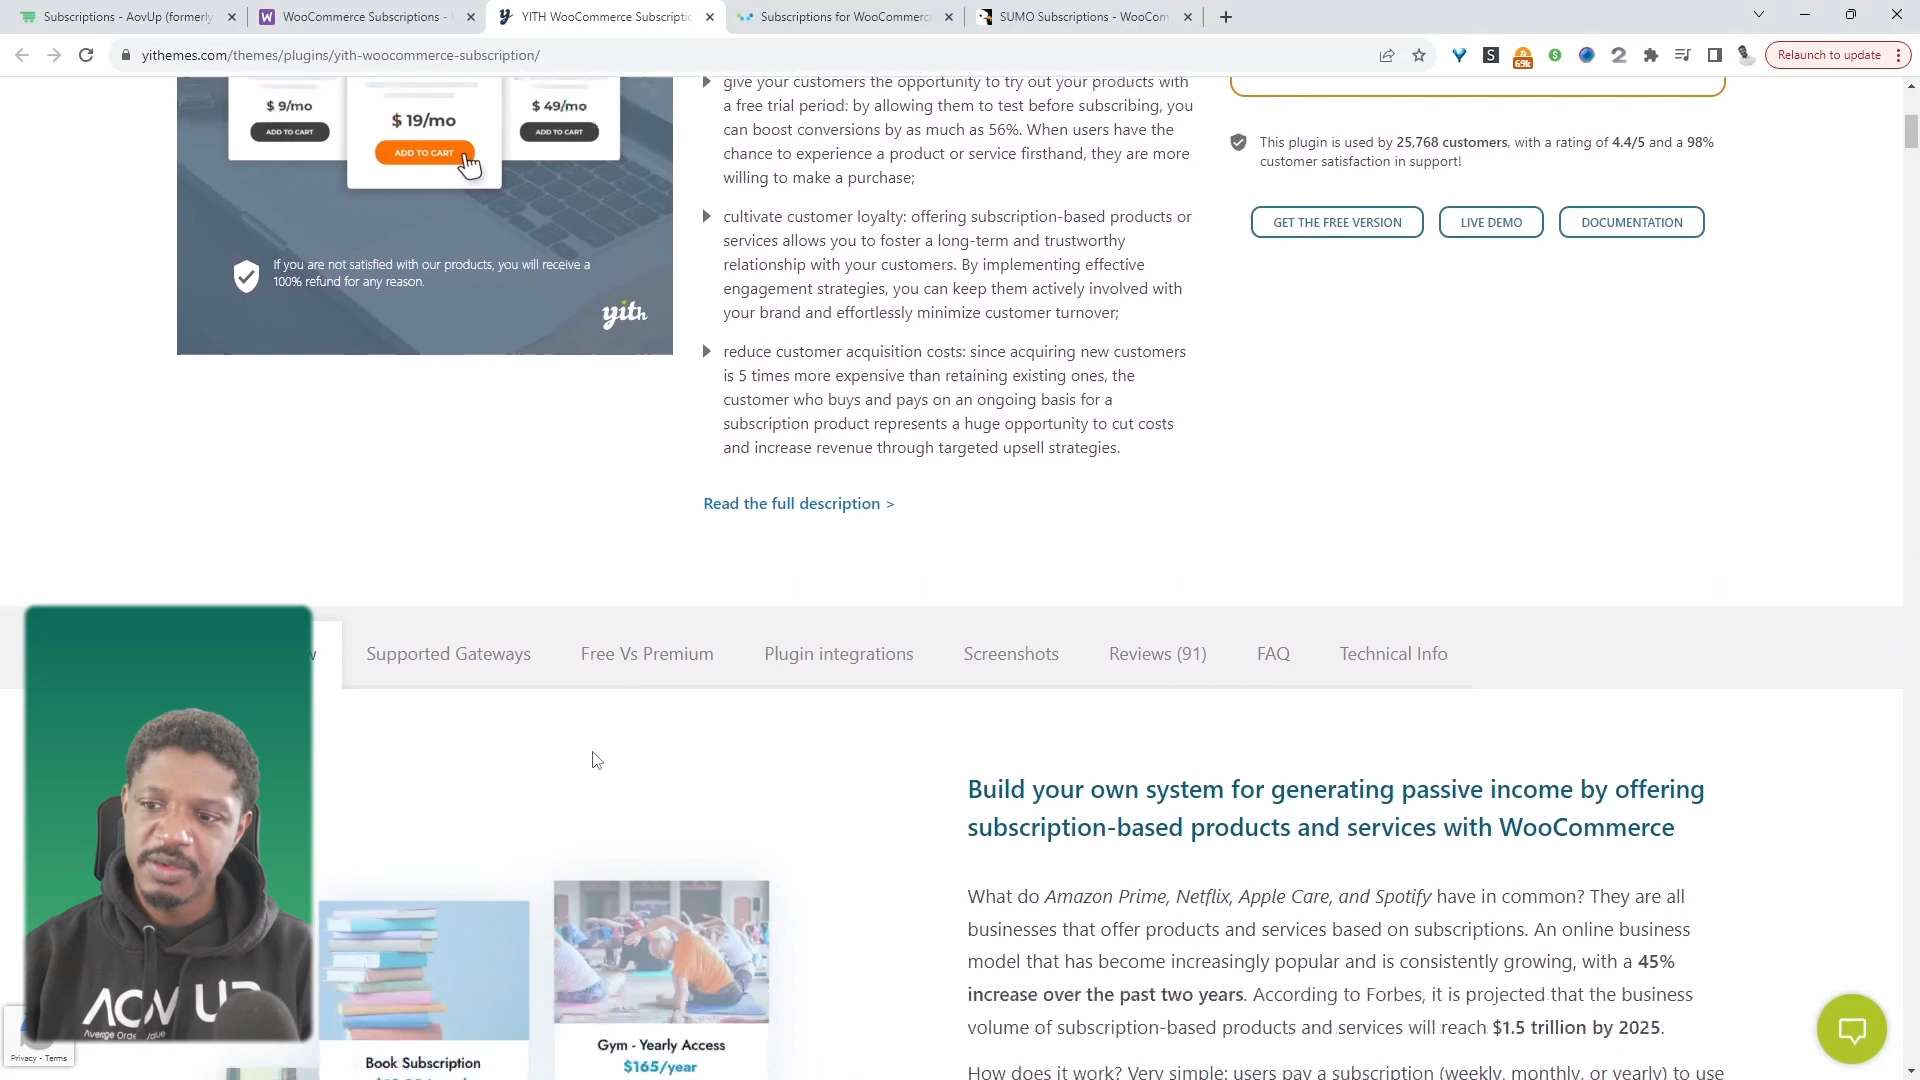 Subscriptions - AovUp (formerly
WooCommerce Subscriptions -
YITH WooCommerce Subscriptio
Subscriptions for WooCommerc
SUMO Subscriptions - WooCom
yithemes.com/themes/plugins/yith-woocommerce-subscription/
S
69k
Relaunch to update
$ 9/mo
ADD TO CART
$ 19/mo
ADD TO CART
$ 49/mo
ADD TO CART
If you are not satisfied with our products, you will receive a
100% refund for any reason.
yith
give your customers the opportunity to try out your products with
a free trial period: by allowing them to test before subscribing, you
can boost conversions by as much as 56%. When users have the
chance to experience a product or service firsthand, they are more
willing to make a purchase;
cultivate customer loyalty: offering subscription-based products or
services allows you to foster a long-term and trustworthy
relationship with your customers. By implementing effective
engagement strategies, you can keep them actively involved with
your brand and effortlessly minimize customer turnover;
reduce customer acquisition costs: since acquiring new customers
is 5 times more expensive than retaining existing ones, the
customer who buys and pays on an ongoing basis for a
subscription product represents a huge opportunity to cut costs
and increase revenue through targeted upsell strategies.
Read the full description >
This plugin is used by 25,768 customers, with a rating of 4.4/5 and a 98%
customer satisfaction in support!
GET THE FREE VERSION
LIVE DEMO
DOCUMENTATION
Supported Gateways
Free Vs Premium
Plugin integrations
Screenshots
Reviews (91)
FAQ
Technical Info
Build your own system for generating passive income by offering
subscription-based products and services with WooCommerce
What do Amazon Prime, Netflix, Apple Care, and Spotify have in common? They are all
businesses that offer products and services based on subscriptions. An online business
model that has become increasingly popular and is consistently growing, with a 45%
increase over the past two years. According to Forbes, it is projected that the business
volume of subscription-based products and services will reach $1.5 trillion by 2025.
How does it work? Very simple: users pay a subscription (weekly, monthly, or yearly) to use
Book Subscription
Gym - Yearly Access
$165/year
Privacy - Terms